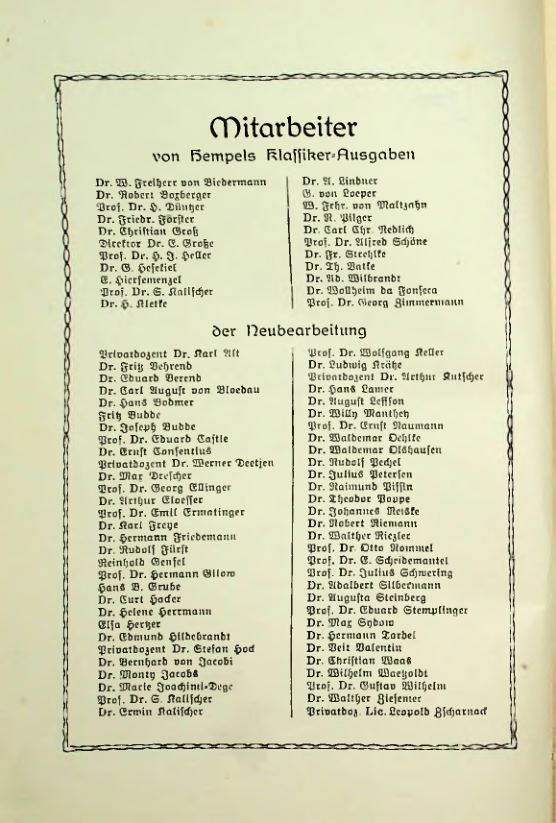 Mitarbeiter
von Hempels Klassiker-Ausgaben
Dr. W. Freiherr von Biedermann
Dr. Robert Boxberger
Prof. Dr. H. Düntzer
Dr. Friedr. Förster
Dr. Christian Groß
Direktor Dr. E. Große
Prof. Dr. H. J. Heller
Dr. G. Hesekiel
E. Hiersemenzel
Prof. Dr. S. Kalischer
Dr. H. Kletke
Dr. A. Lindner
G. von Loeper
W. Frhr. von Maltzahn
Dr. R. Pilger
Dr. Carl Chr. Redlich
Prof. Dr. Alfred Schöne
Dr. Fr. Strehlke
Dr. Th. Vatke
Dr. Ad. Wilbrandt
Dr. Wollheim da Fonseca
Prof. Dr. Georg Zimmermann
der Neubearbeitung
Privatdozent Dr. Karl Alt
Dr. Fritz Behrend
Dr. Eduard Berend
Dr. Carl August von Bloedau
Dr. Hans Bodmer
Fritz Budde
Dr. Joseph Budde
Prof. Dr. Eduard Castle
Dr. Ernst Consentius
Privatdozent Dr. Werner Deetjen
Dr. Max Drescher
Prof. Dr. Georg Ellinger
Dr. Arthur Eloesser
Prof. Dr. Emil Ermatinger
Dr. Karl Freye
Dr. Hermann Friedemann
Dr. Rudolf Fürst
Reinhold Gensel
Prof. Dr. Hermann Gilow
Hans B. Grube
Dr. Curt Hacker
Dr. Helene Herrmann
Elsa Hertzer
Dr. Edmund Hildebrandt
Privatdozent Dr. Stefan Hock
Dr. Bernhard von Jacobi
Dr. Monty Jacobs
Dr. Marie Joachimi-Dege
Prof. Dr. S. Kalischer
Dr. Erwin Kalischer
Prof. Dr. Wolfgang Keller
Dr. Ludwig Krähe
Privatdozent Dr. Arthur Kutscher
Dr. Hans Lamer
Dr. August Leffson
Dr. Willy Manthey
Prof. Dr. Ernst Naumann
Dr. Waldemar Oehlke
Dr. Waldemar Olshausen
Dr. Rudolf Pechel
Dr. Julius Petersen
Dr. Raimund Pissin
Dr. Theodor Poppe
Dr. Johannes Reiske
Dr. Robert Riemann
Dr. Walther Riezler
Prof. Dr. Otto Rommel
Prof. Dr. E. Scheidemantel
Prof. Dr. Julius Schwering
Dr. Adalbert Silbermann
Dr. Augusta Steinberg
Prof. Dr. Eduard Stemplinger
Dr. Max Sydow
Dr. Hermann Tardel
Dr. Veit Valentin
Dr. Christian Waas
Dr. Wilhelm Waetzoldt
Prof. Dr. Gustav Wilhelm
Dr. Walther Ziesemer
Privatdoz. Lic. Leopold Zscharnack